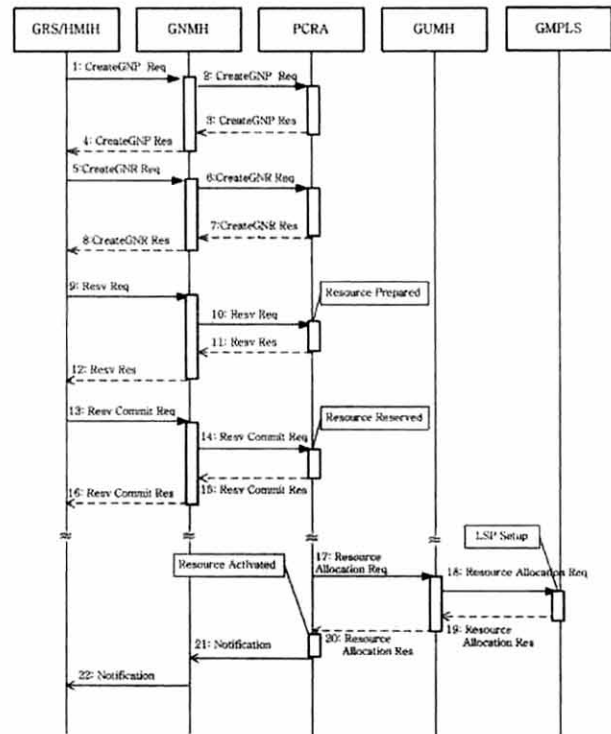 GRS/HMIH
GNMH
PCRA
GUMH
GMPLS
1: CreateGNP Req
2: CreateGNP Req
3: CreateGNP Res
4: CreateGNP Res
5:CreateGNR Req
6:CreateGNR Req
7:CreateGNR Res
8:CreateGNR Res
9: Resv Req
Resource Prepared
10: Resv Req
11: Resv Res
12: Resv Res
13: Resv Commit Req
Resource Reserved
14: Resv Commit Req
15: Resv Commit Res
16: Resv Commit Res
LSP Setup
17: Resource
Allocation Req
Resource Activated
18: Resource Allocation Req
19: Resource
Allocation Res
20: Resource
Allocation Res
21: Notification
22: Notification